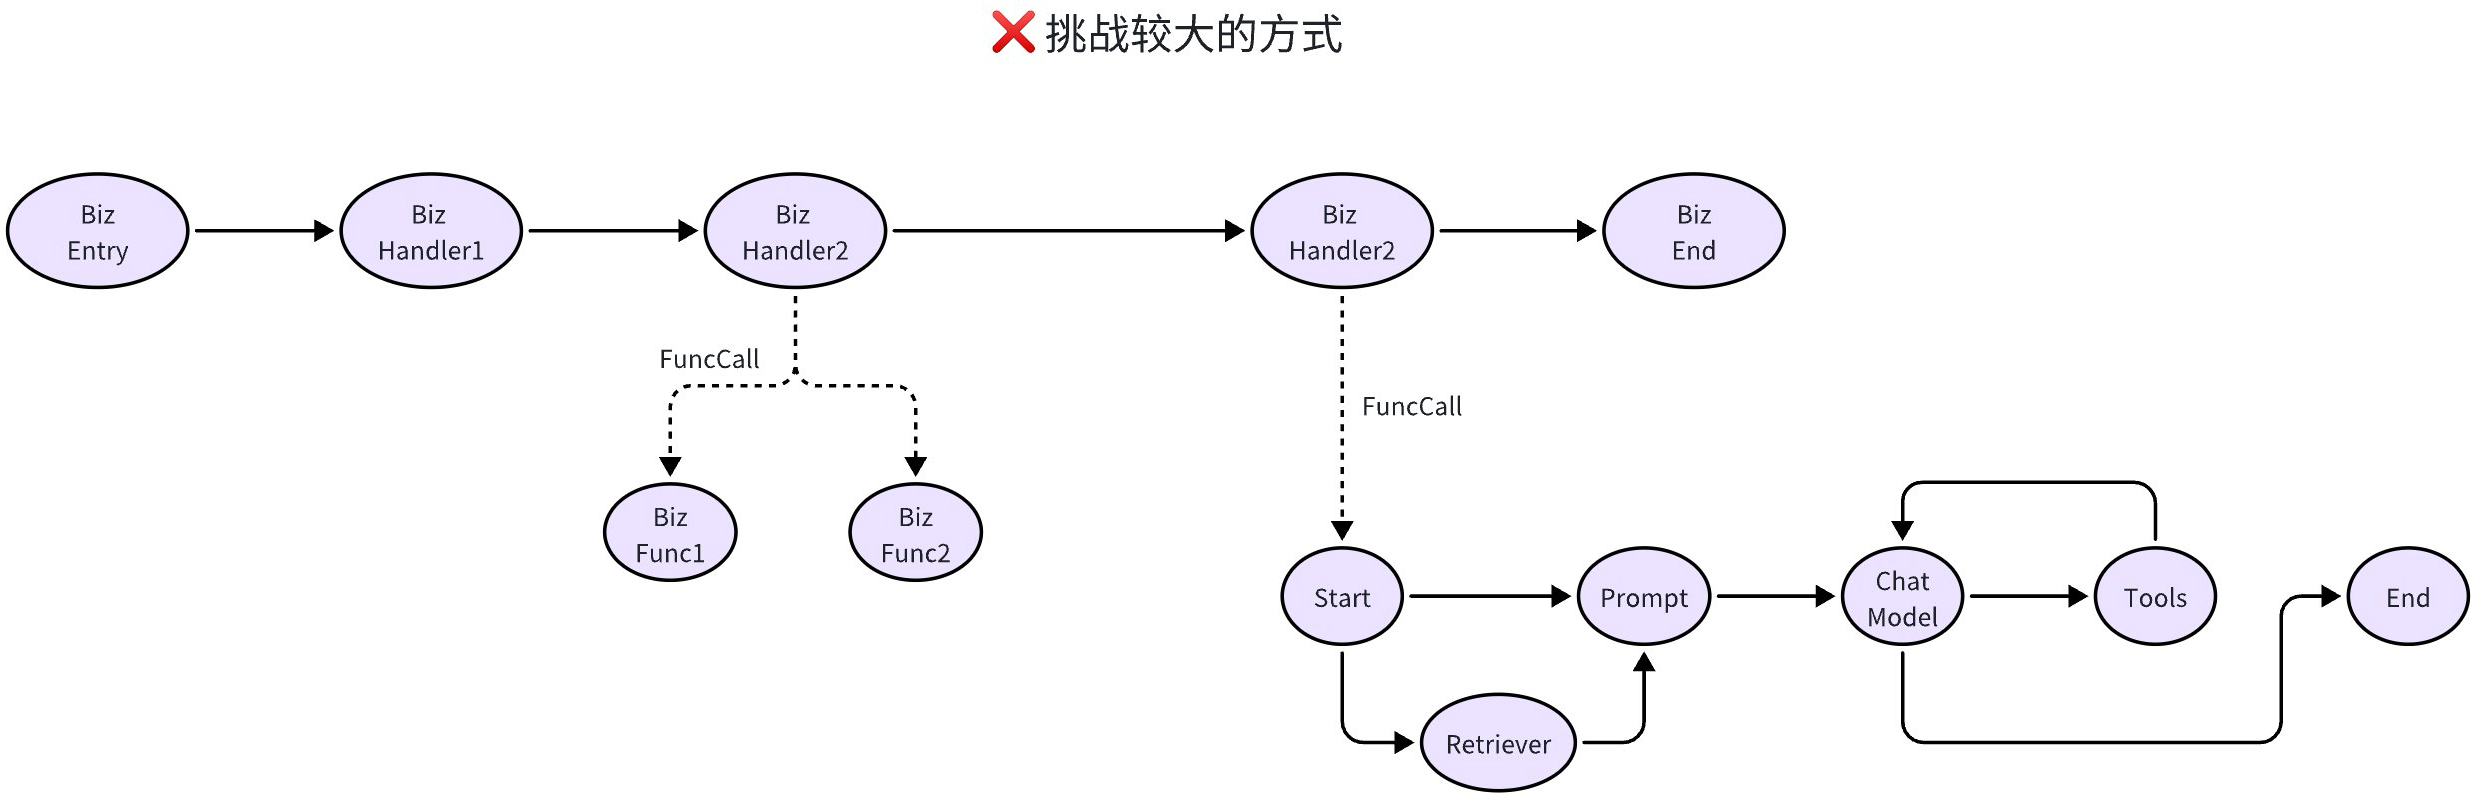 ❌ 挑战较大的方式
Biz
Entry
Biz
Handler1
Biz
Handler2
Biz
Handler2
Biz
End
FuncCall
FuncCall
Biz
Func1
Biz
Func2
Start
Prompt
Chat
Model
Tools
End
Retriever